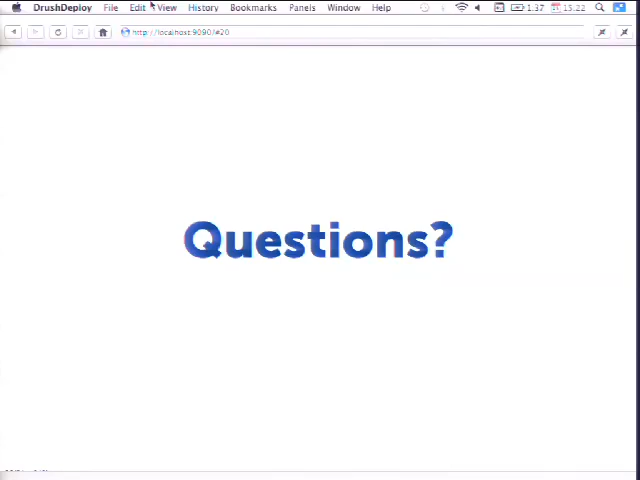 DrushDeploy File Edit View History Bookmarks Panels Window Help 1.37 15:22
http://localhost:9090/#20
Questions?